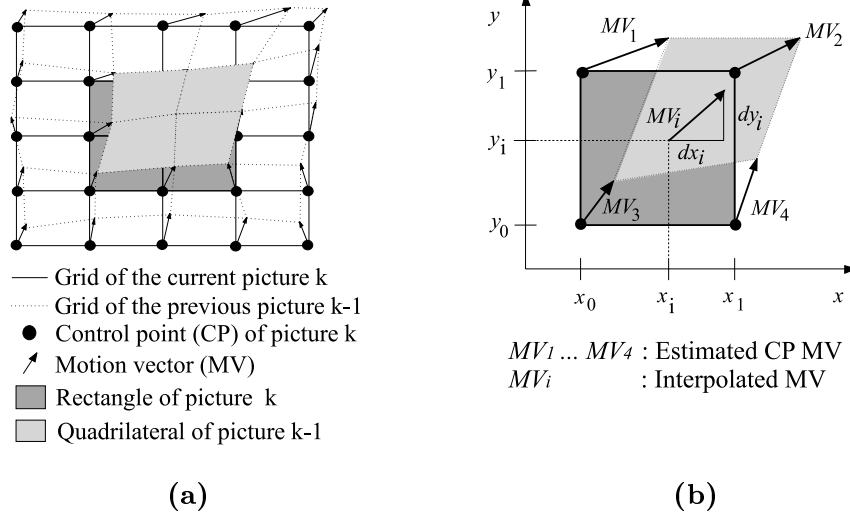 Grid of the current picture k
Grid of the previous picture k-1
Control point (CP) of picture k
Motion vector (MV)
Rectangle of picture k
Quadrilateral of picture k-1
(a)
y
MV1
MV2
y1
MVi
dyi
yi
dxi
MV3
MV4
y0
x0
xi
x1
x
MV1 ... MV4 : Estimated CP MV
MVi : Interpolated MV
(b)